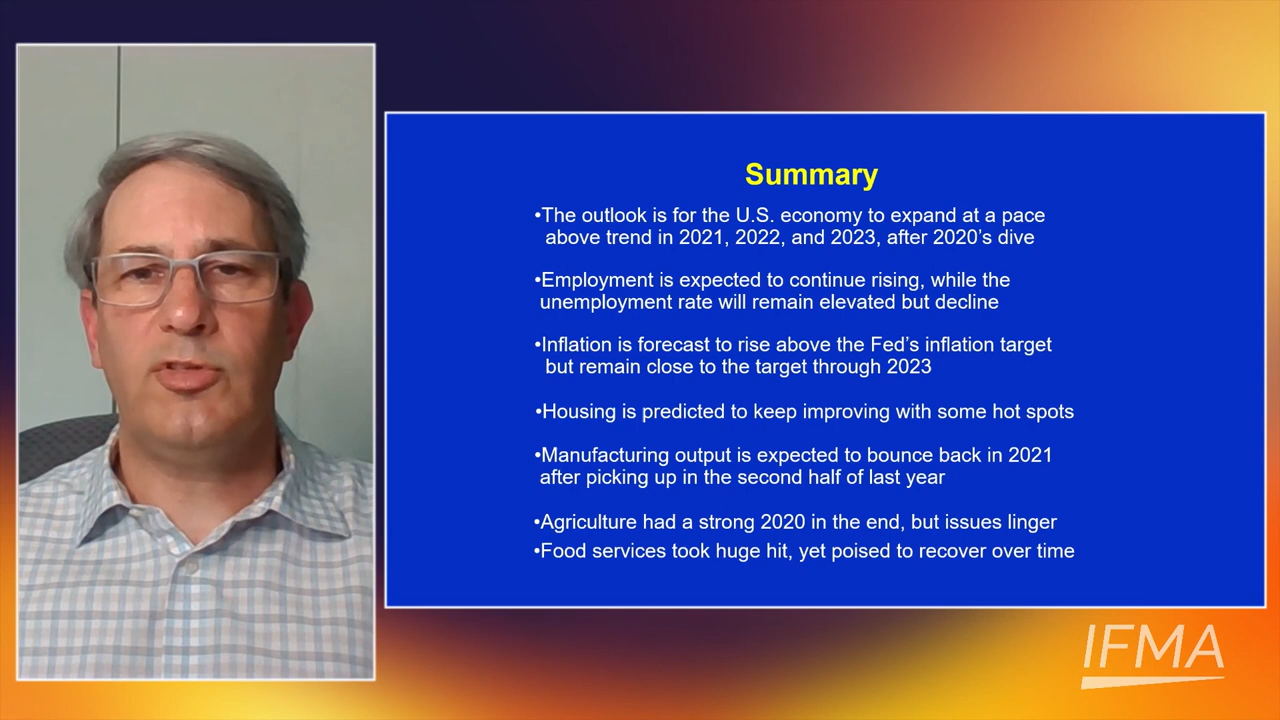 Summary
•The outlook is for the U.S. economy to expand at a pace
above trend in 2021, 2022, and 2023, after 2020's dive
•Employment is expected to continue rising, while the
unemployment rate will remain elevated but decline
•Inflation is forecast to rise above the Fed's inflation target
but remain close to the target through 2023
•Housing is predicted to keep improving with some hot spots
•Manufacturing output is expected to bounce back in 2021
after picking up in the second half of last year
•Agriculture had a strong 2020 in the end, but issues linger
•Food services took huge hit, yet poised to recover over time
IFMA